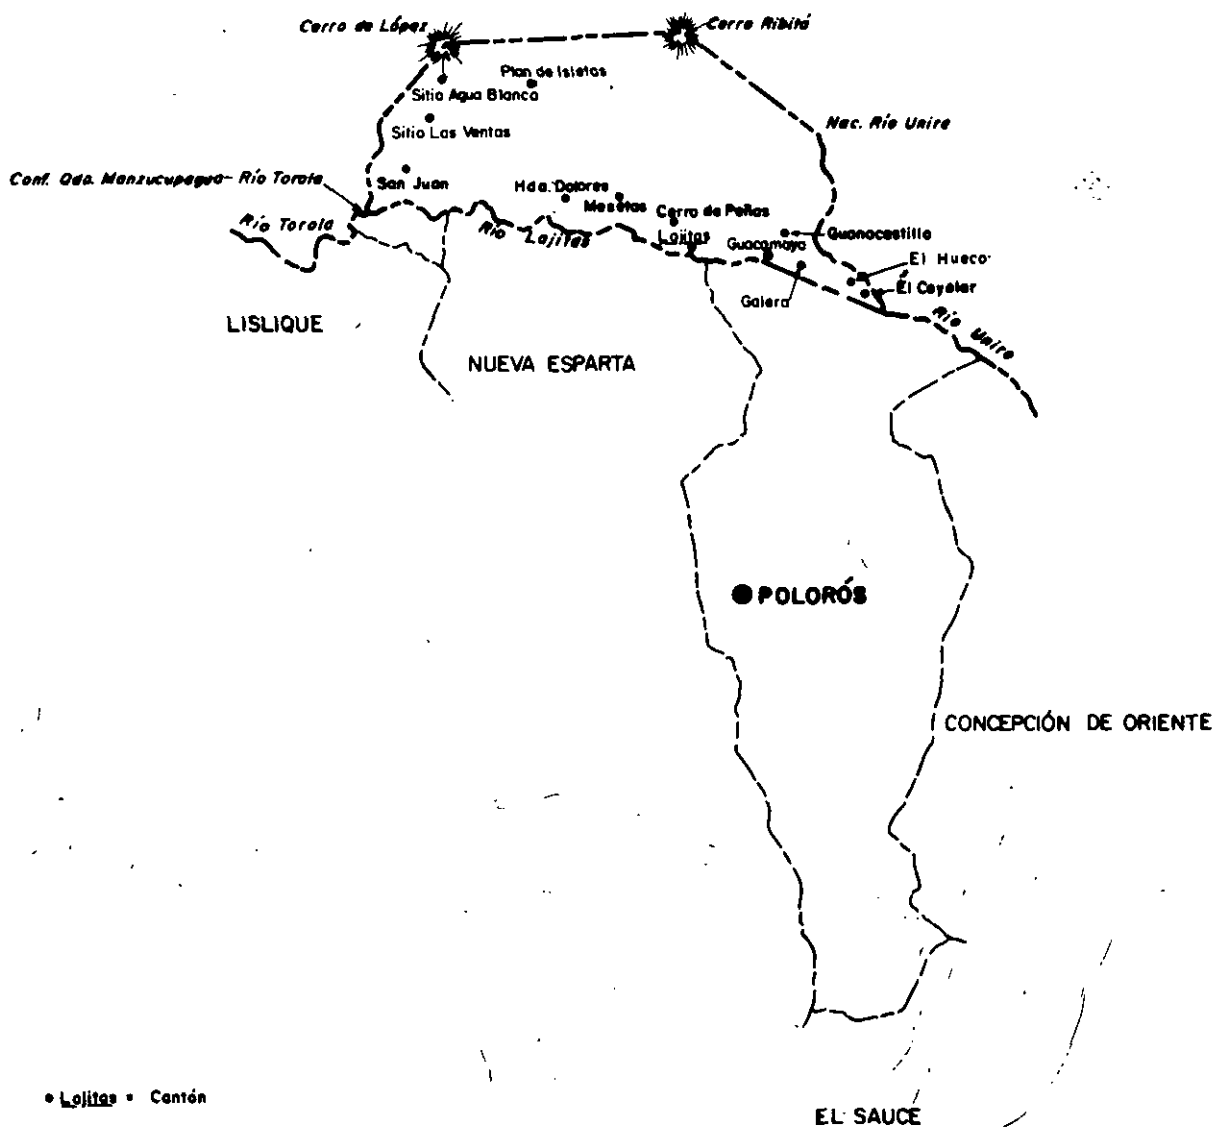 Cerro de López
Cerro Ribitá
Plan de Isletas
Sitio Agua Blanca
Sitio Las Ventas
Nac. Río Unire
Conf. Qda. Manzucupagua-Río Torola
San Juan
Hda. Dolores
Mesetas
Cerro de Peñas
Río Torola
Río Lajitas
Lajitas
Guacamaya
Guanacastillo
El Hueco
El Coyolar
Galera
Río Unire
LISLIQUE
NUEVA ESPARTA
POLORÓS
CONCEPCIÓN DE ORIENTE
Lajitas = Cantón
EL SAUCE